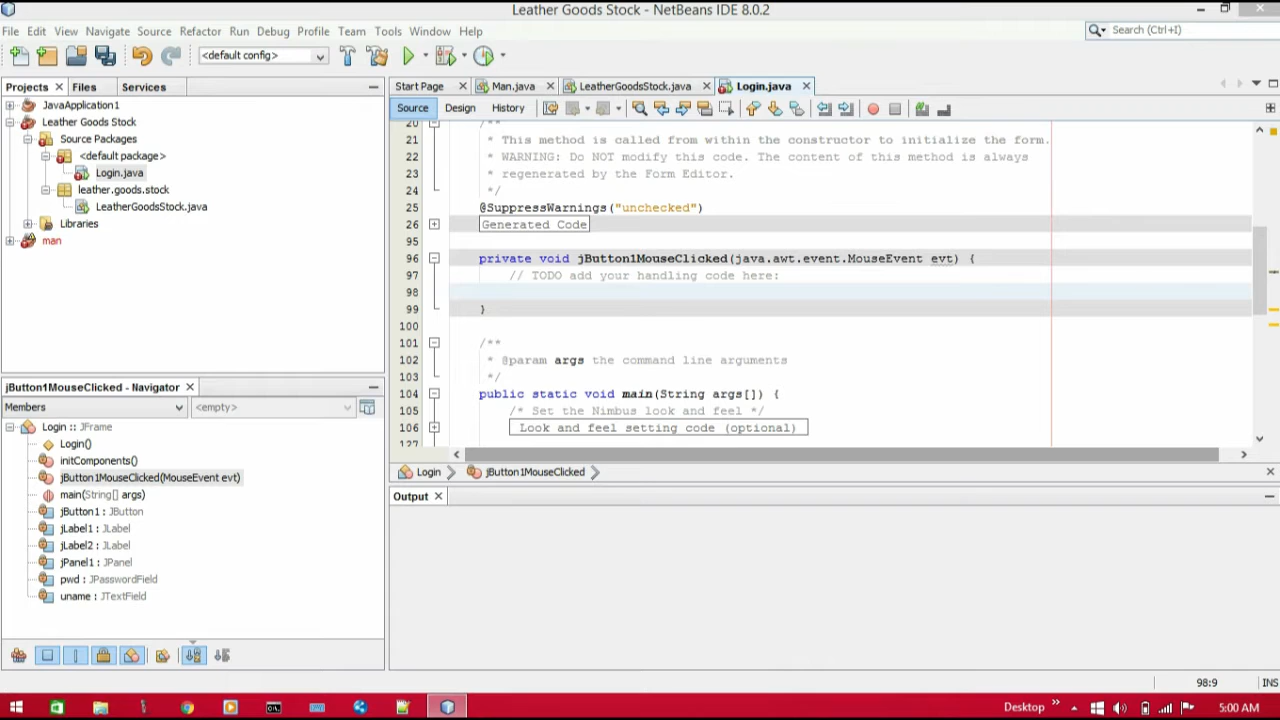 Leather Goods Stock - NetBeans IDE 8.0.2
File Edit View Navigate Source Refactor Run Debug Profile Team Tools Window Help
Search (Ctrl+I)
<default config>
Projects Files Services
JavaApplication1
Leather Goods Stock
Source Packages
<default package>
Login.java
leather.goods.stock
LeatherGoodsStock.java
Libraries
man
jButton1MouseClicked - Navigator
Members <empty>
Login :: JFrame
Login()
initComponents()
jButton1MouseClicked(MouseEvent evt)
main(String[] args)
jButton1 : JButton
jLabel1 : JLabel
jLabel2 : JLabel
jPanel1 : JPanel
pwd : JPasswordField
uname : JTextField
Start Page Man.java LeatherGoodsStock.java Login.java
Source Design History
20 /**
21 * This method is called from within the constructor to initialize the form.
22 * WARNING: Do NOT modify this code. The content of this method is always
23 * regenerated by the Form Editor.
24 */
25 @SuppressWarnings("unchecked")
26 Generated Code
95
96 private void jButton1MouseClicked(java.awt.event.MouseEvent evt) {
97 // TODO add your handling code here:
98
99 }
100
101 /**
102 * @param args the command line arguments
103 */
104 public static void main(String args[]) {
105 /* Set the Nimbus look and feel */
106 Look and feel setting code (optional)
127
Login jButton1MouseClicked
Output
98:9 INS
Desktop 5:00 AM